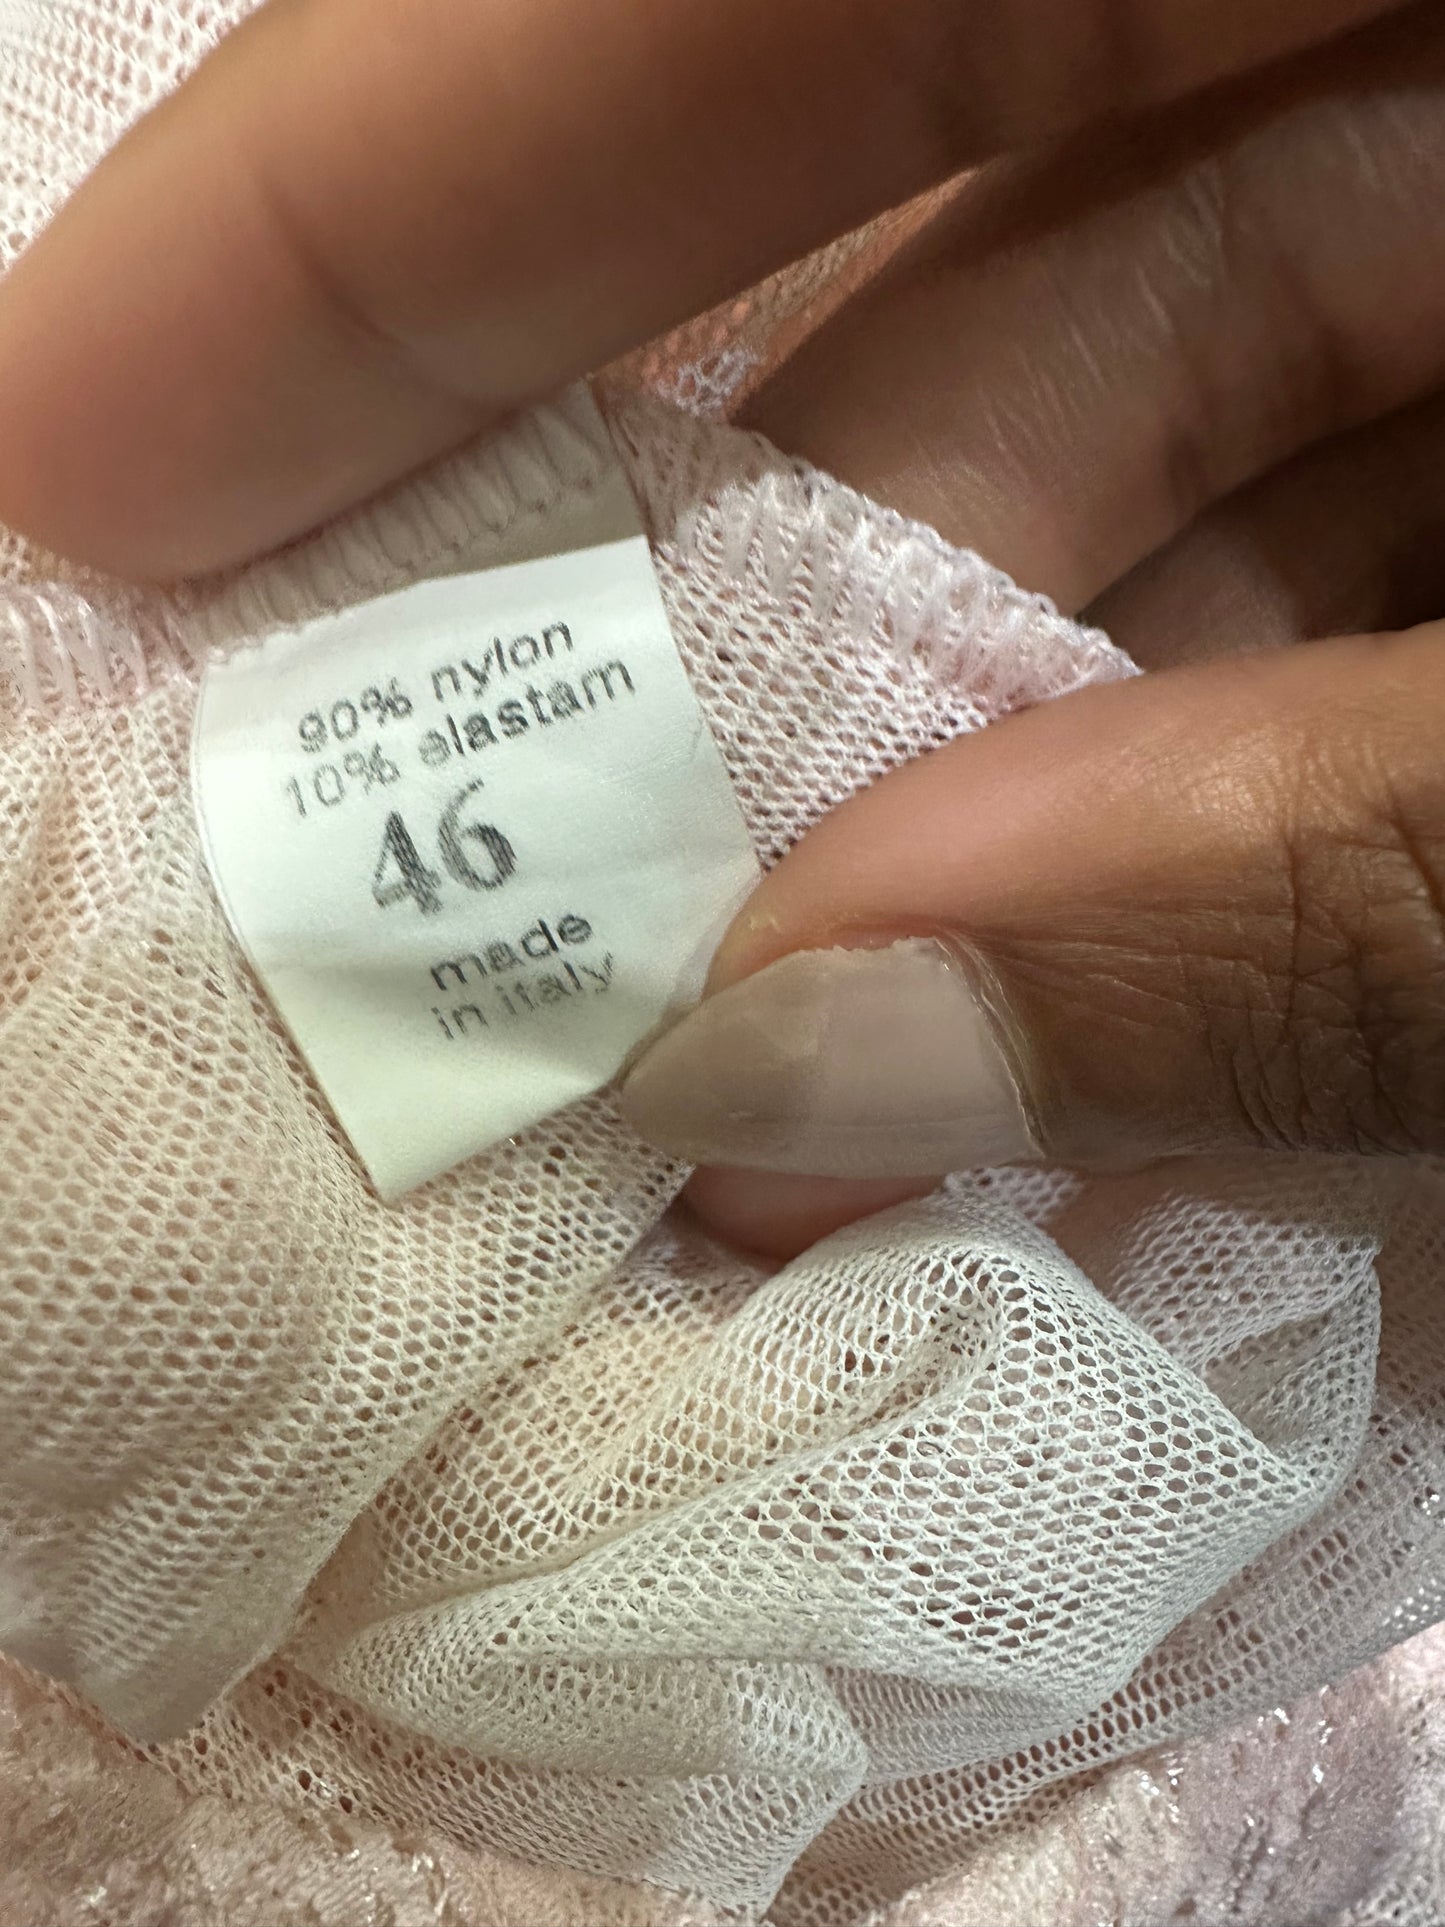 90% nylon
10% elastam
46
made
in italy